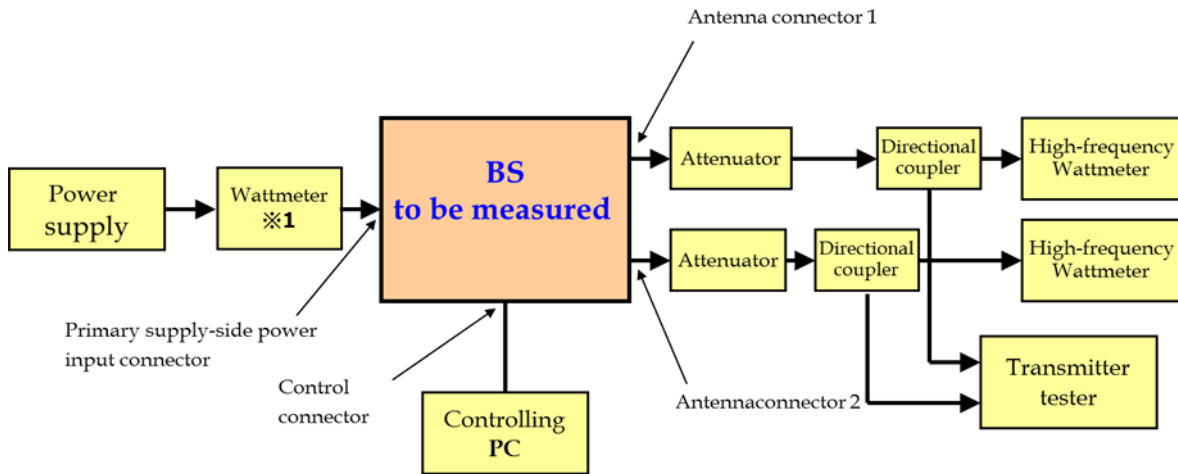 Antenna connector 1
Power
supply
Wattmeter
※1
BS
to be measured
Attenuator
Directional
coupler
High-frequency
Wattmeter
Attenuator
Directional
coupler
High-frequency
Wattmeter
Primary supply-side power
input connector
Control
connector
Controlling
PC
Antennaconnector 2
Transmitter
tester